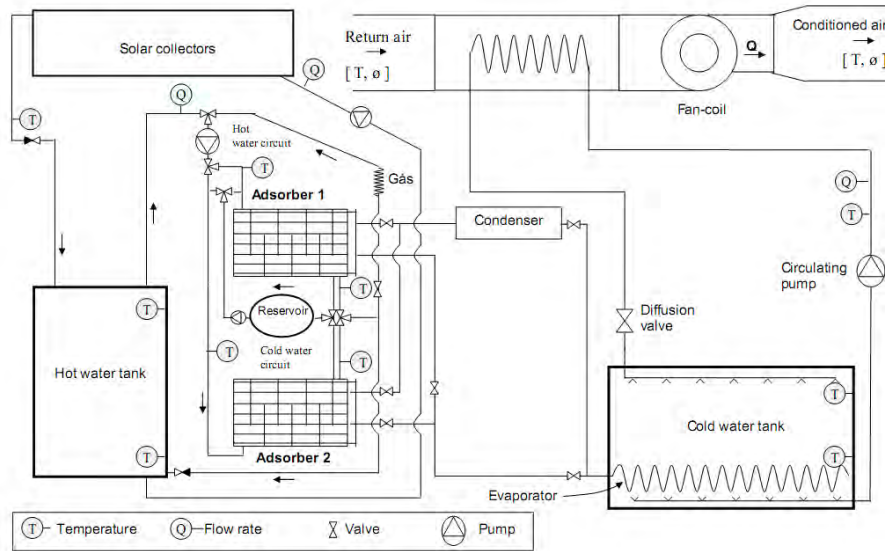 Solar collectors
Return air
[ T, ø ]
Q
Conditioned air
[ T, ø ]
Fan-coil
Q
T
Q
Hot
water circuit
T
Gás
Adsorber 1
Condenser
Q
T
Circulating
pump
T
Reservoir
Diffusion
valve
Hot water tank
T
T
Cold water
circuit
T
T
Adsorber 2
T
Cold water tank
T
Evaporator
T
T Temperature
Q Flow rate
Valve
Pump